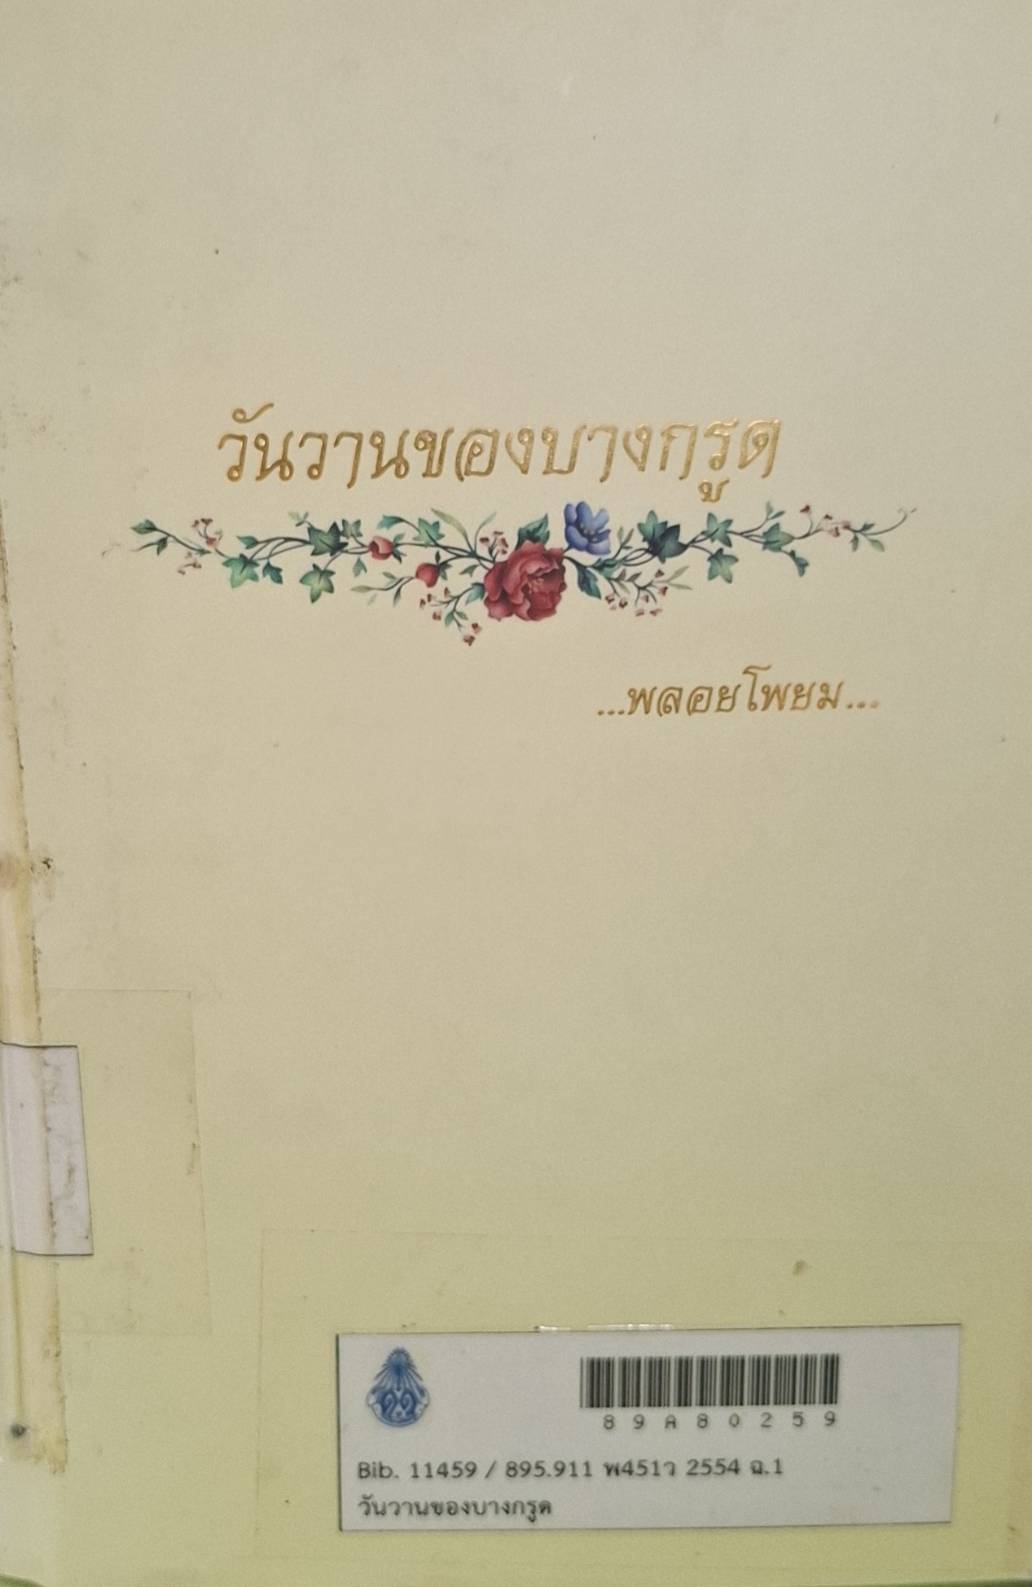 วันวานของบางกรูด
...พลอยโพยม...
89A80259
Bib. 11459 / 895.911 พ451ว 2554 ฉ.1
วันวานของบางกรูด